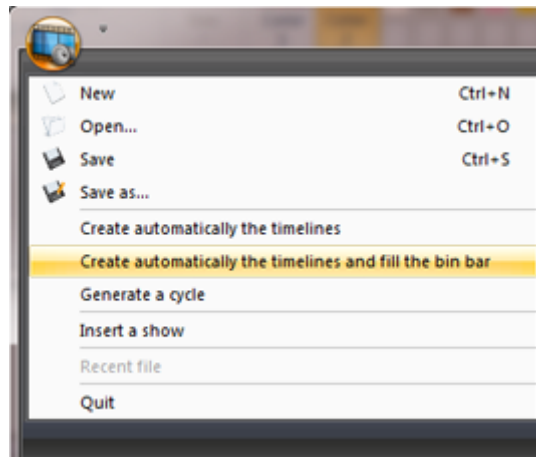 New Ctrl+N
Open... Ctrl+O
Save Ctrl+S
Save as...
Create automatically the timelines
Create automatically the timelines and fill the bin bar
Generate a cycle
Insert a show
Recent file
Quit